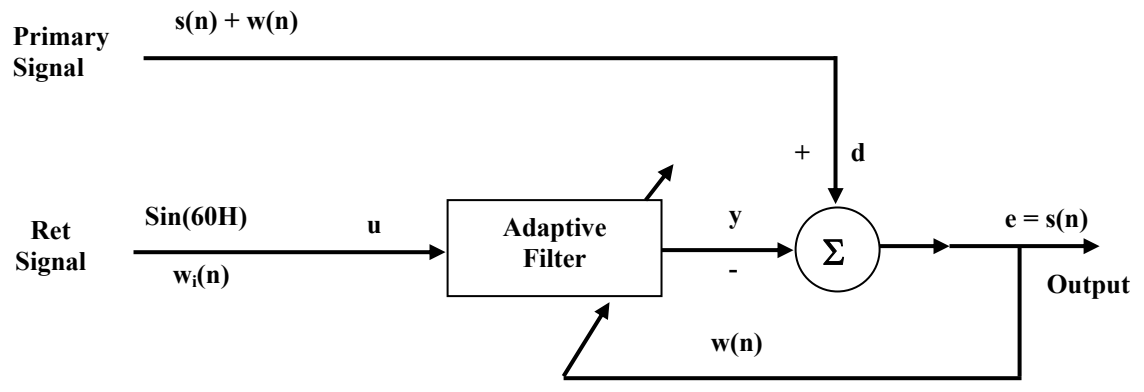 s(n) + w(n)
Primary
Signal
+
d
Sin(60H)
Ret
Signal
u
wᵢ(n)
Adaptive
Filter
y
-
Σ
e = s(n)
Output
w(n)